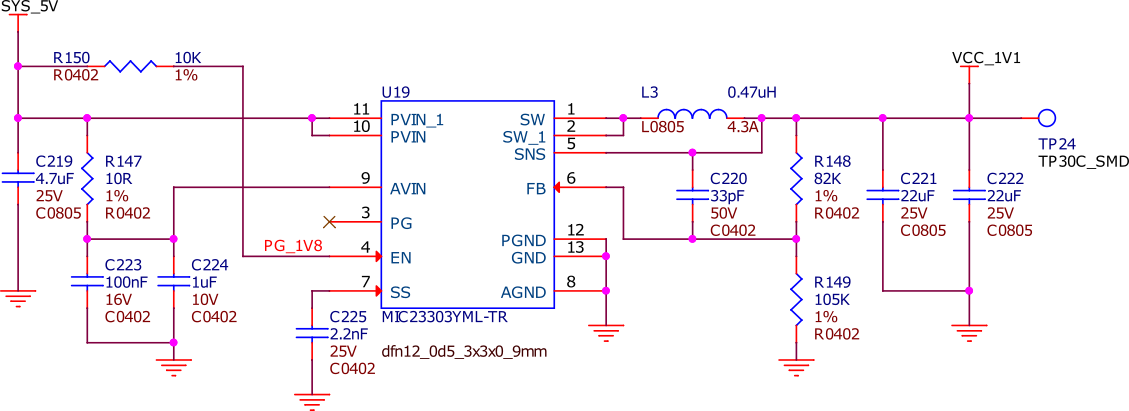 SYS_5V
R150
10K
R0402
1%
VCC_1V1
U19
L3
0.47uH
11
PVIN_1
10
PVIN
9
AVIN
3
PG
4
EN
7
SS
SW
1
SW_1
2
SNS
5
FB
6
PGND
12
GND
13
AGND
8
L0805
4.3A
TP24
TP30C_SMD
C219
4.7uF
25V
C0805
R147
10R
1%
R0402
C220
33pF
50V
C0402
R148
82K
1%
R0402
C221
22uF
25V
C0805
C222
22uF
25V
C0805
PG_1V8
C223
100nF
16V
C0402
C224
1uF
10V
C0402
R149
105K
1%
R0402
C225
2.2nF
25V
C0402
MIC23303YML-TR
dfn12_0d5_3x3x0_9mm